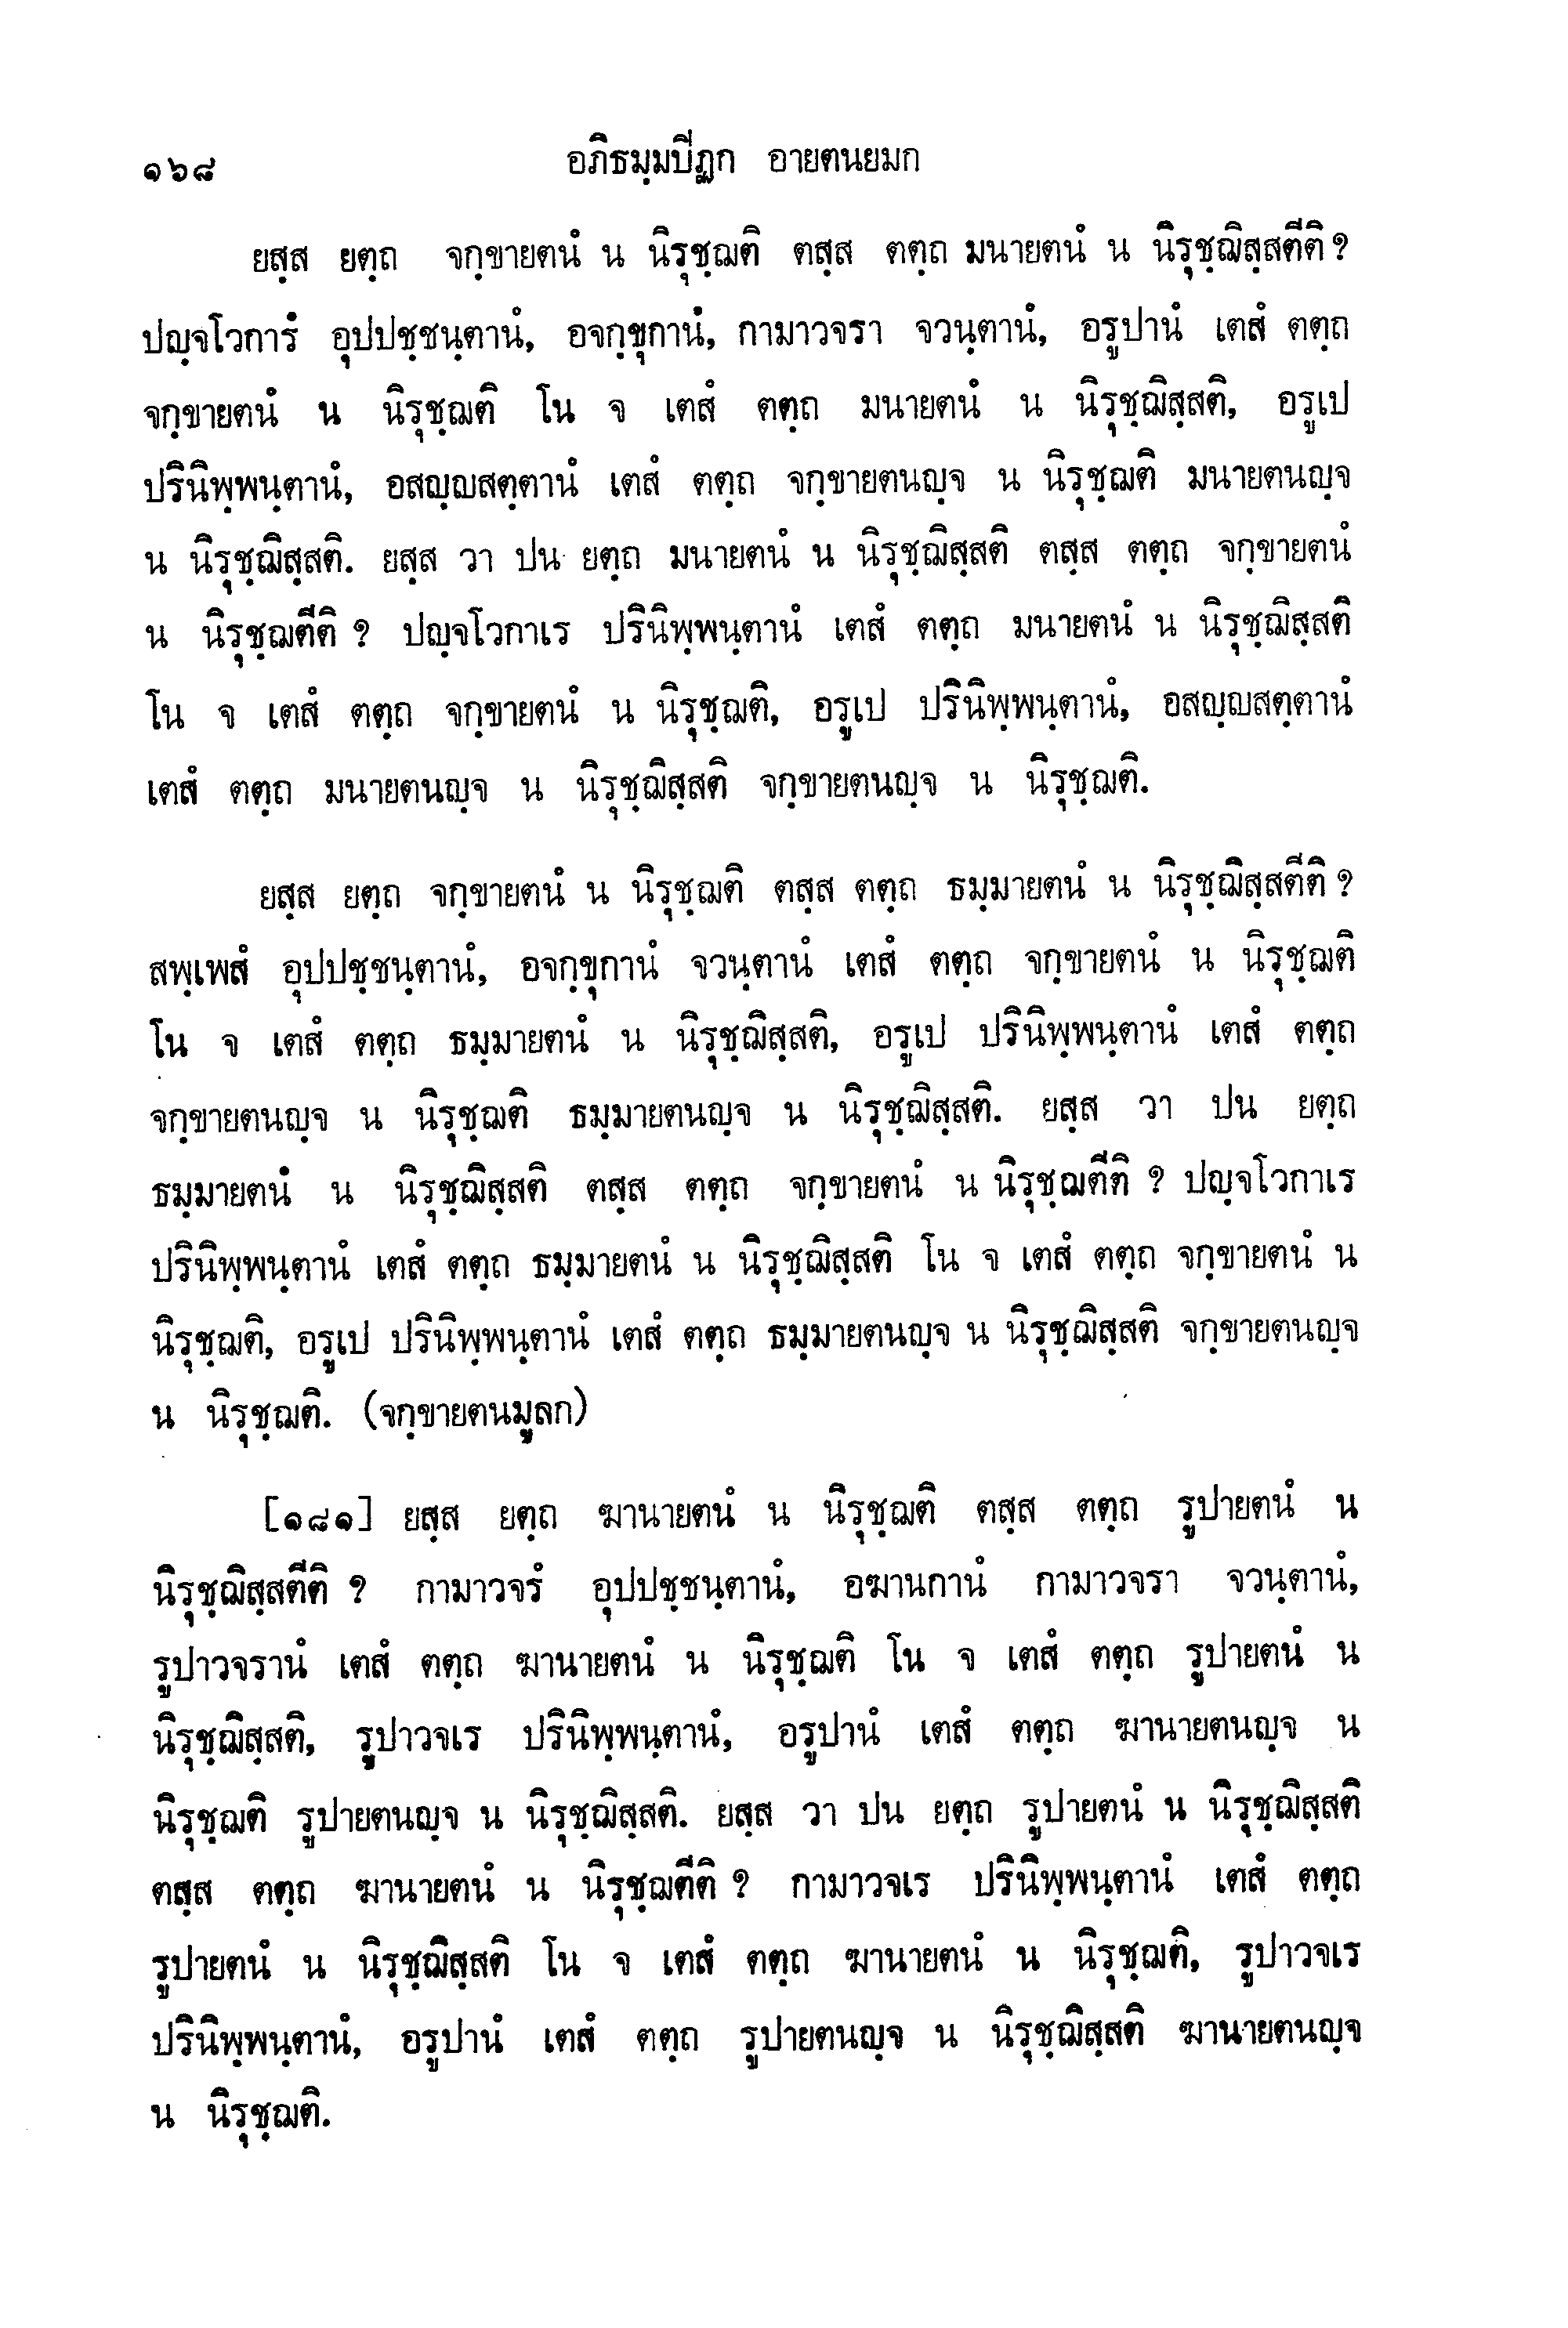 ๑๖๘ อภิธมฺมปีฏก อายตนยมก
ยสฺส ยตฺถ จกฺขายตนํ น นิรุชฺฌติ ตสฺส ตตฺถ มนายตนํ น นิรุชฺฌิสฺสตีติ ?
ปญฺจโวการํ อุปปชฺชนฺตานํ, อจกฺขุกานํ, กามาวจรา จวนฺตานํ, อรูปานํ เตสํ ตตฺถ
จกฺขายตนํ น นิรุชฺฌติ โน จ เตสํ ตตฺถ มนายตนํ น นิรุชฺฌิสฺสติ, อรูเป
ปรินิพฺพนฺตานํ, อสญฺญสตฺตานํ เตสํ ตตฺถ จกฺขายตนญฺจ น นิรุชฺฌติ มนายตนญฺจ
น นิรุชฺฌิสฺสติ. ยสฺส วา ปน ยตฺถ มนายตนํ น นิรุชฺฌิสฺสติ ตสฺส ตตฺถ จกฺขายตนํ
น นิรุชฺฌตีติ ? ปญฺจโวกาเร ปรินิพฺพนฺตานํ เตสํ ตตฺถ มนายตนํ น นิรุชฺฌิสฺสติ
โน จ เตสํ ตตฺถ จกฺขายตนํ น นิรุชฺฌติ, อรูเป ปรินิพฺพนฺตานํ, อสญฺญสตฺตานํ
เตสํ ตตฺถ มนายตนญฺจ น นิรุชฺฌิสฺสติ จกฺขายตนญฺจ น นิรุชฺฌติ.
ยสฺส ยตฺถ จกฺขายตนํ น นิรุชฺฌติ ตสฺส ตตฺถ ธมฺมายตนํ น นิรุชฺฌิสฺสตีติ ?
สพฺเพสํ อุปปชฺชนฺตานํ, อจกฺขุกานํ จวนฺตานํ เตสํ ตตฺถ จกฺขายตนํ น นิรุชฺฌติ
โน จ เตสํ ตตฺถ ธมฺมายตนํ น นิรุชฺฌิสฺสติ, อรูเป ปรินิพฺพนฺตานํ เตสํ ตตฺถ
จกฺขายตนญฺจ น นิรุชฺฌติ ธมฺมายตนญฺจ น นิรุชฺฌิสฺสติ. ยสฺส วา ปน ยตฺถ
ธมฺมายตนํ น นิรุชฺฌิสฺสติ ตสฺส ตตฺถ จกฺขายตนํ น นิรุชฺฌตีติ ? ปญฺจโวกาเร
ปรินิพฺพนฺตานํ เตสํ ตตฺถ ธมฺมายตนํ น นิรุชฺฌิสฺสติ โน จ เตสํ ตตฺถ จกฺขายตนํ น
นิรุชฺฌติ, อรูเป ปรินิพฺพนฺตานํ เตสํ ตตฺถ ธมฺมายตนญฺจ น นิรุชฺฌิสฺสติ จกฺขายตนญฺจ
น นิรุชฺฌติ. (จกฺขายตนมูลก)
[๑๘๑] ยสฺส ยตฺถ ฆานายตนํ น นิรุชฺฌติ ตสฺส ตตฺถ รูปายตนํ น
นิรุชฺฌิสฺสตีติ ? กามาวจรํ อุปปชฺชนฺตานํ, อฆานกานํ กามาวจรา จวนฺตานํ,
รูปาวจรานํ เตสํ ตตฺถ ฆานายตนํ น นิรุชฺฌติ โน จ เตสํ ตตฺถ รูปายตนํ น
นิรุชฺฌิสฺสติ, รูปาวจเร ปรินิพฺพนฺตานํ, อรูปานํ เตสํ ตตฺถ ฆานายตนญฺจ น
นิรุชฺฌติ รูปายตนญฺจ น นิรุชฺฌิสฺสติ. ยสฺส วา ปน ยตฺถ รูปายตนํ น นิรุชฺฌิสฺสติ
ตสฺส ตตฺถ ฆานายตนํ น นิรุชฺฌตีติ ? กามาวจเร ปรินิพฺพนฺตานํ เตสํ ตตฺถ
รูปายตนํ น นิรุชฺฌิสฺสติ โน จ เตสํ ตตฺถ ฆานายตนํ น นิรุชฺฌติ, รูปาวจเร
ปรินิพฺพนฺตานํ, อรูปานํ เตสํ ตตฺถ รูปายตนญฺจ น นิรุชฺฌิสฺสติ ฆานายตนญฺจ
น นิรุชฺฌติ.